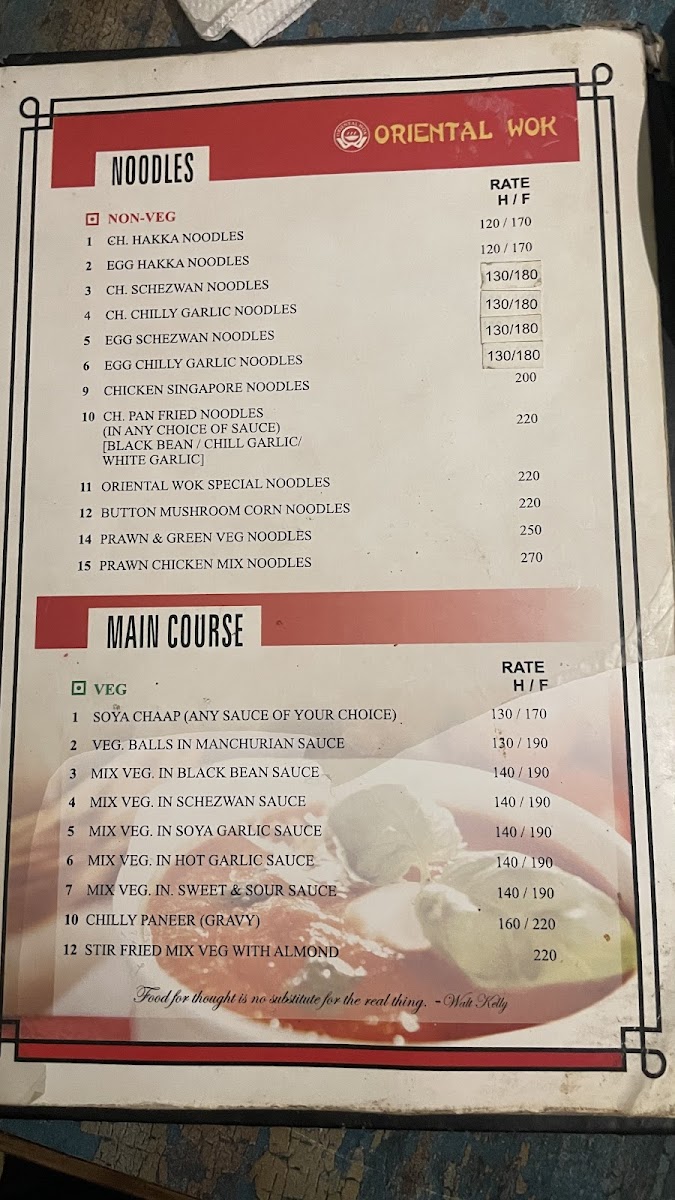 ORIENTAL WOK
NOODLES
RATE
H / F
NON-VEG
1 CH. HAKKA NOODLES 120 / 170
2 EGG HAKKA NOODLES 120 / 170
3 CH. SCHEZWAN NOODLES 130/180
4 CH. CHILLY GARLIC NOODLES 130/180
5 EGG SCHEZWAN NOODLES 130/180
6 EGG CHILLY GARLIC NOODLES 130/180
9 CHICKEN SINGAPORE NOODLES 200
10 CH. PAN FRIED NOODLES 220
(IN ANY CHOICE OF SAUCE)
[BLACK BEAN / CHILL GARLIC/
WHITE GARLIC]
11 ORIENTAL WOK SPECIAL NOODLES 220
12 BUTTON MUSHROOM CORN NOODLES 220
14 PRAWN & GREEN VEG NOODLES 250
15 PRAWN CHICKEN MIX NOODLES 270
MAIN COURSE
RATE
H / F
VEG
1 SOYA CHAAP (ANY SAUCE OF YOUR CHOICE) 130 / 170
2 VEG. BALLS IN MANCHURIAN SAUCE 130 / 190
3 MIX VEG. IN BLACK BEAN SAUCE 140 / 190
4 MIX VEG. IN SCHEZWAN SAUCE 140 / 190
5 MIX VEG. IN SOYA GARLIC SAUCE 140 / 190
6 MIX VEG. IN HOT GARLIC SAUCE 140 / 190
7 MIX VEG. IN. SWEET & SOUR SAUCE 140 / 190
10 CHILLY PANEER (GRAVY) 160 / 220
12 STIR FRIED MIX VEG WITH ALMOND 220
Food for thought is no substitute for the real thing. - Walt Kelly